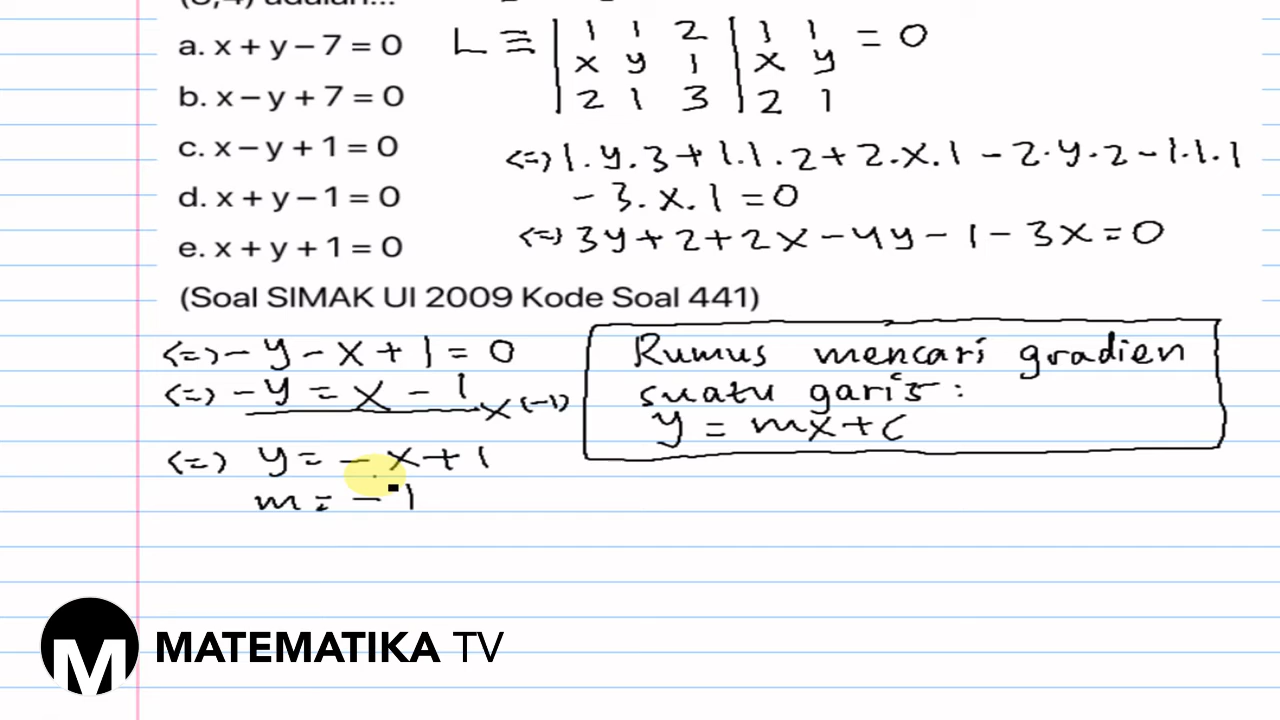 a. x + y – 7 = 0
b. x – y + 7 = 0
c. x – y + 1 = 0
d. x + y – 1 = 0
e. x + y + 1 = 0
(Soal SIMAK UI 2009 Kode Soal 441)
L ≡ | 1 1 2 | 1 1 = 0
| x y 1 | x y
| 2 1 3 | 2 1
<=> 1.y.3 + 1.1.2 + 2.x.1 - 2.y.2 - 1.1.1
- 3.x.1 = 0
<=> 3y + 2 + 2x - 4y - 1 - 3x = 0
<=> - y - x + 1 = 0
<=> - y = x - 1 x (-1)
<=> y = - x + 1
m = - 1
Rumus mencari gradien
suatu garis :
y = mx + c
M MATEMATIKA TV